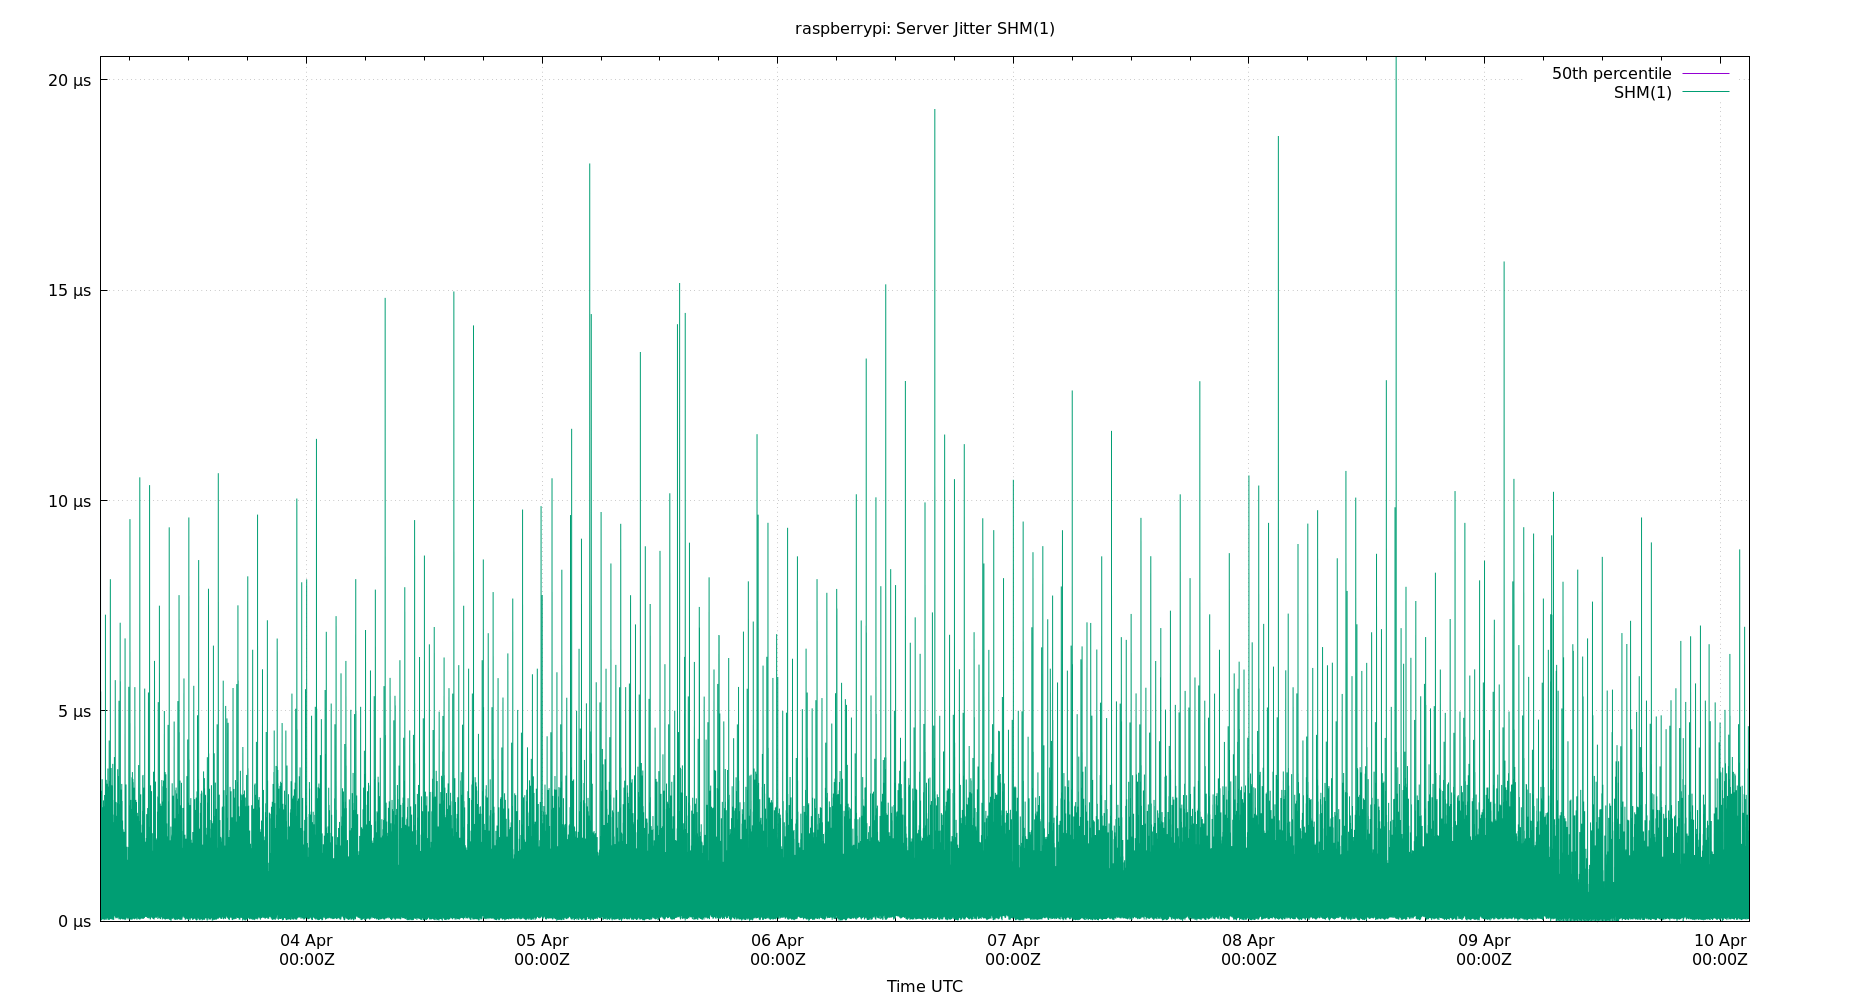 raspberrypi: Server Jitter SHM(1)
50th percentile
SHM(1)
20 µs
15 µs
10 µs
5 µs
0 µs
04 Apr 05 Apr 06 Apr 07 Apr 08 Apr 09 Apr 10 Apr
00:00Z 00:00Z 00:00Z 00:00Z 00:00Z 00:00Z 00:00Z
Time UTC